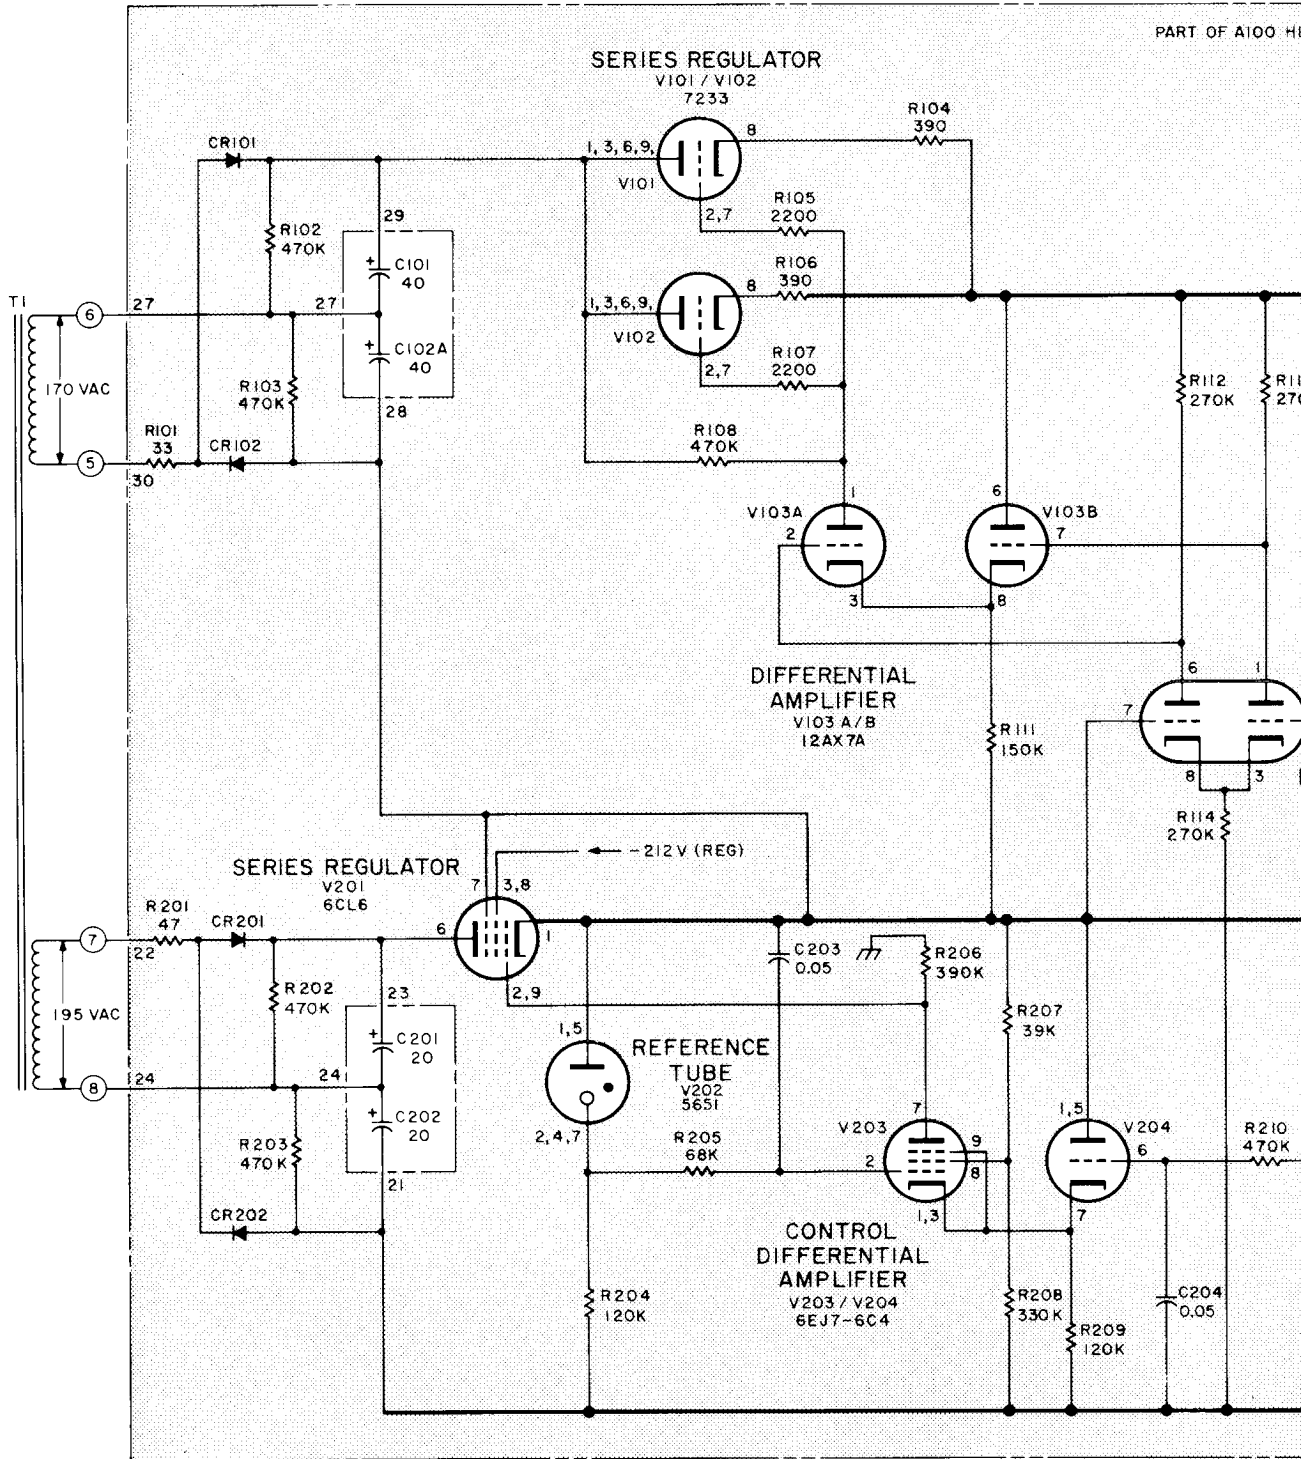 PART OF A100 HI
SERIES REGULATOR
V101 / V102
7233
CR101
1, 3, 6, 9,
V101
8
2,7
R104
390
R102
470K
29
+
C101
40
R105
2200
T1
6
27
27
+
C102A
40
1,3,6,9,
V102
8
2,7
R106
390
R107
2200
170 VAC
R103
470K
28
R112
270K
R11
270
R101
33
CR102
5
30
R108
470K
1
V103A
2
3
6
V103B
7
8
DIFFERENTIAL
AMPLIFIER
V103 A/B
12AX7A
R111
150K
6
1
7
8
3
R114
270K
-212V (REG)
SERIES REGULATOR
V201
6CL6
7
3,8
6
1
2,9
R201
47
CR201
7
22
R202
470K
23
195 VAC
+
C201
20
24
8
24
+
C202
20
R203
470K
21
CR202
C203
0.05
R206
390K
R207
39K
1,5
REFERENCE
TUBE
V202
5651
2,4,7
R205
68K
7
V203
2
9
8
1,3
1,5
V204
6
7
R210
470K
CONTROL
DIFFERENTIAL
AMPLIFIER
V203 / V204
6EJ7-6C4
R204
120K
R208
330K
R209
120K
C204
0.05